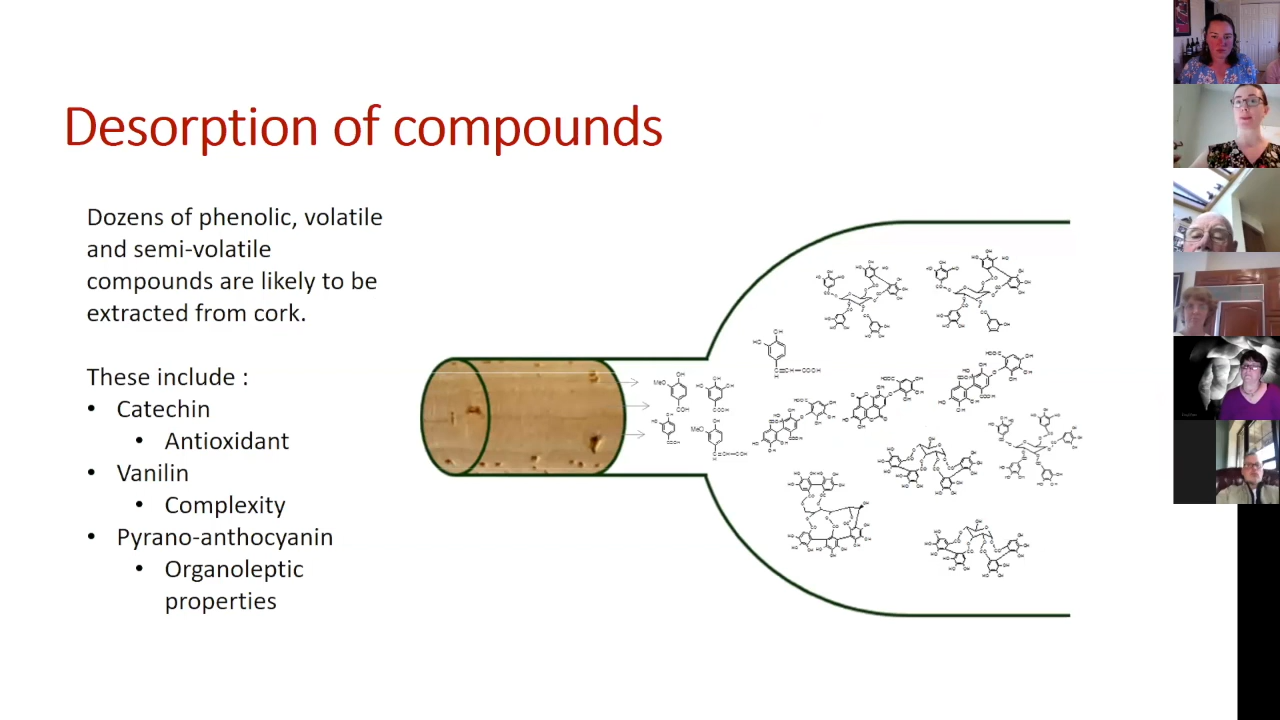 Desorption of compounds
Dozens of phenolic, volatile
and semi-volatile
compounds are likely to be
extracted from cork.
These include :
• Catechin
• Antioxidant
• Vanilin
• Complexity
• Pyrano-anthocyanin
• Organoleptic
properties